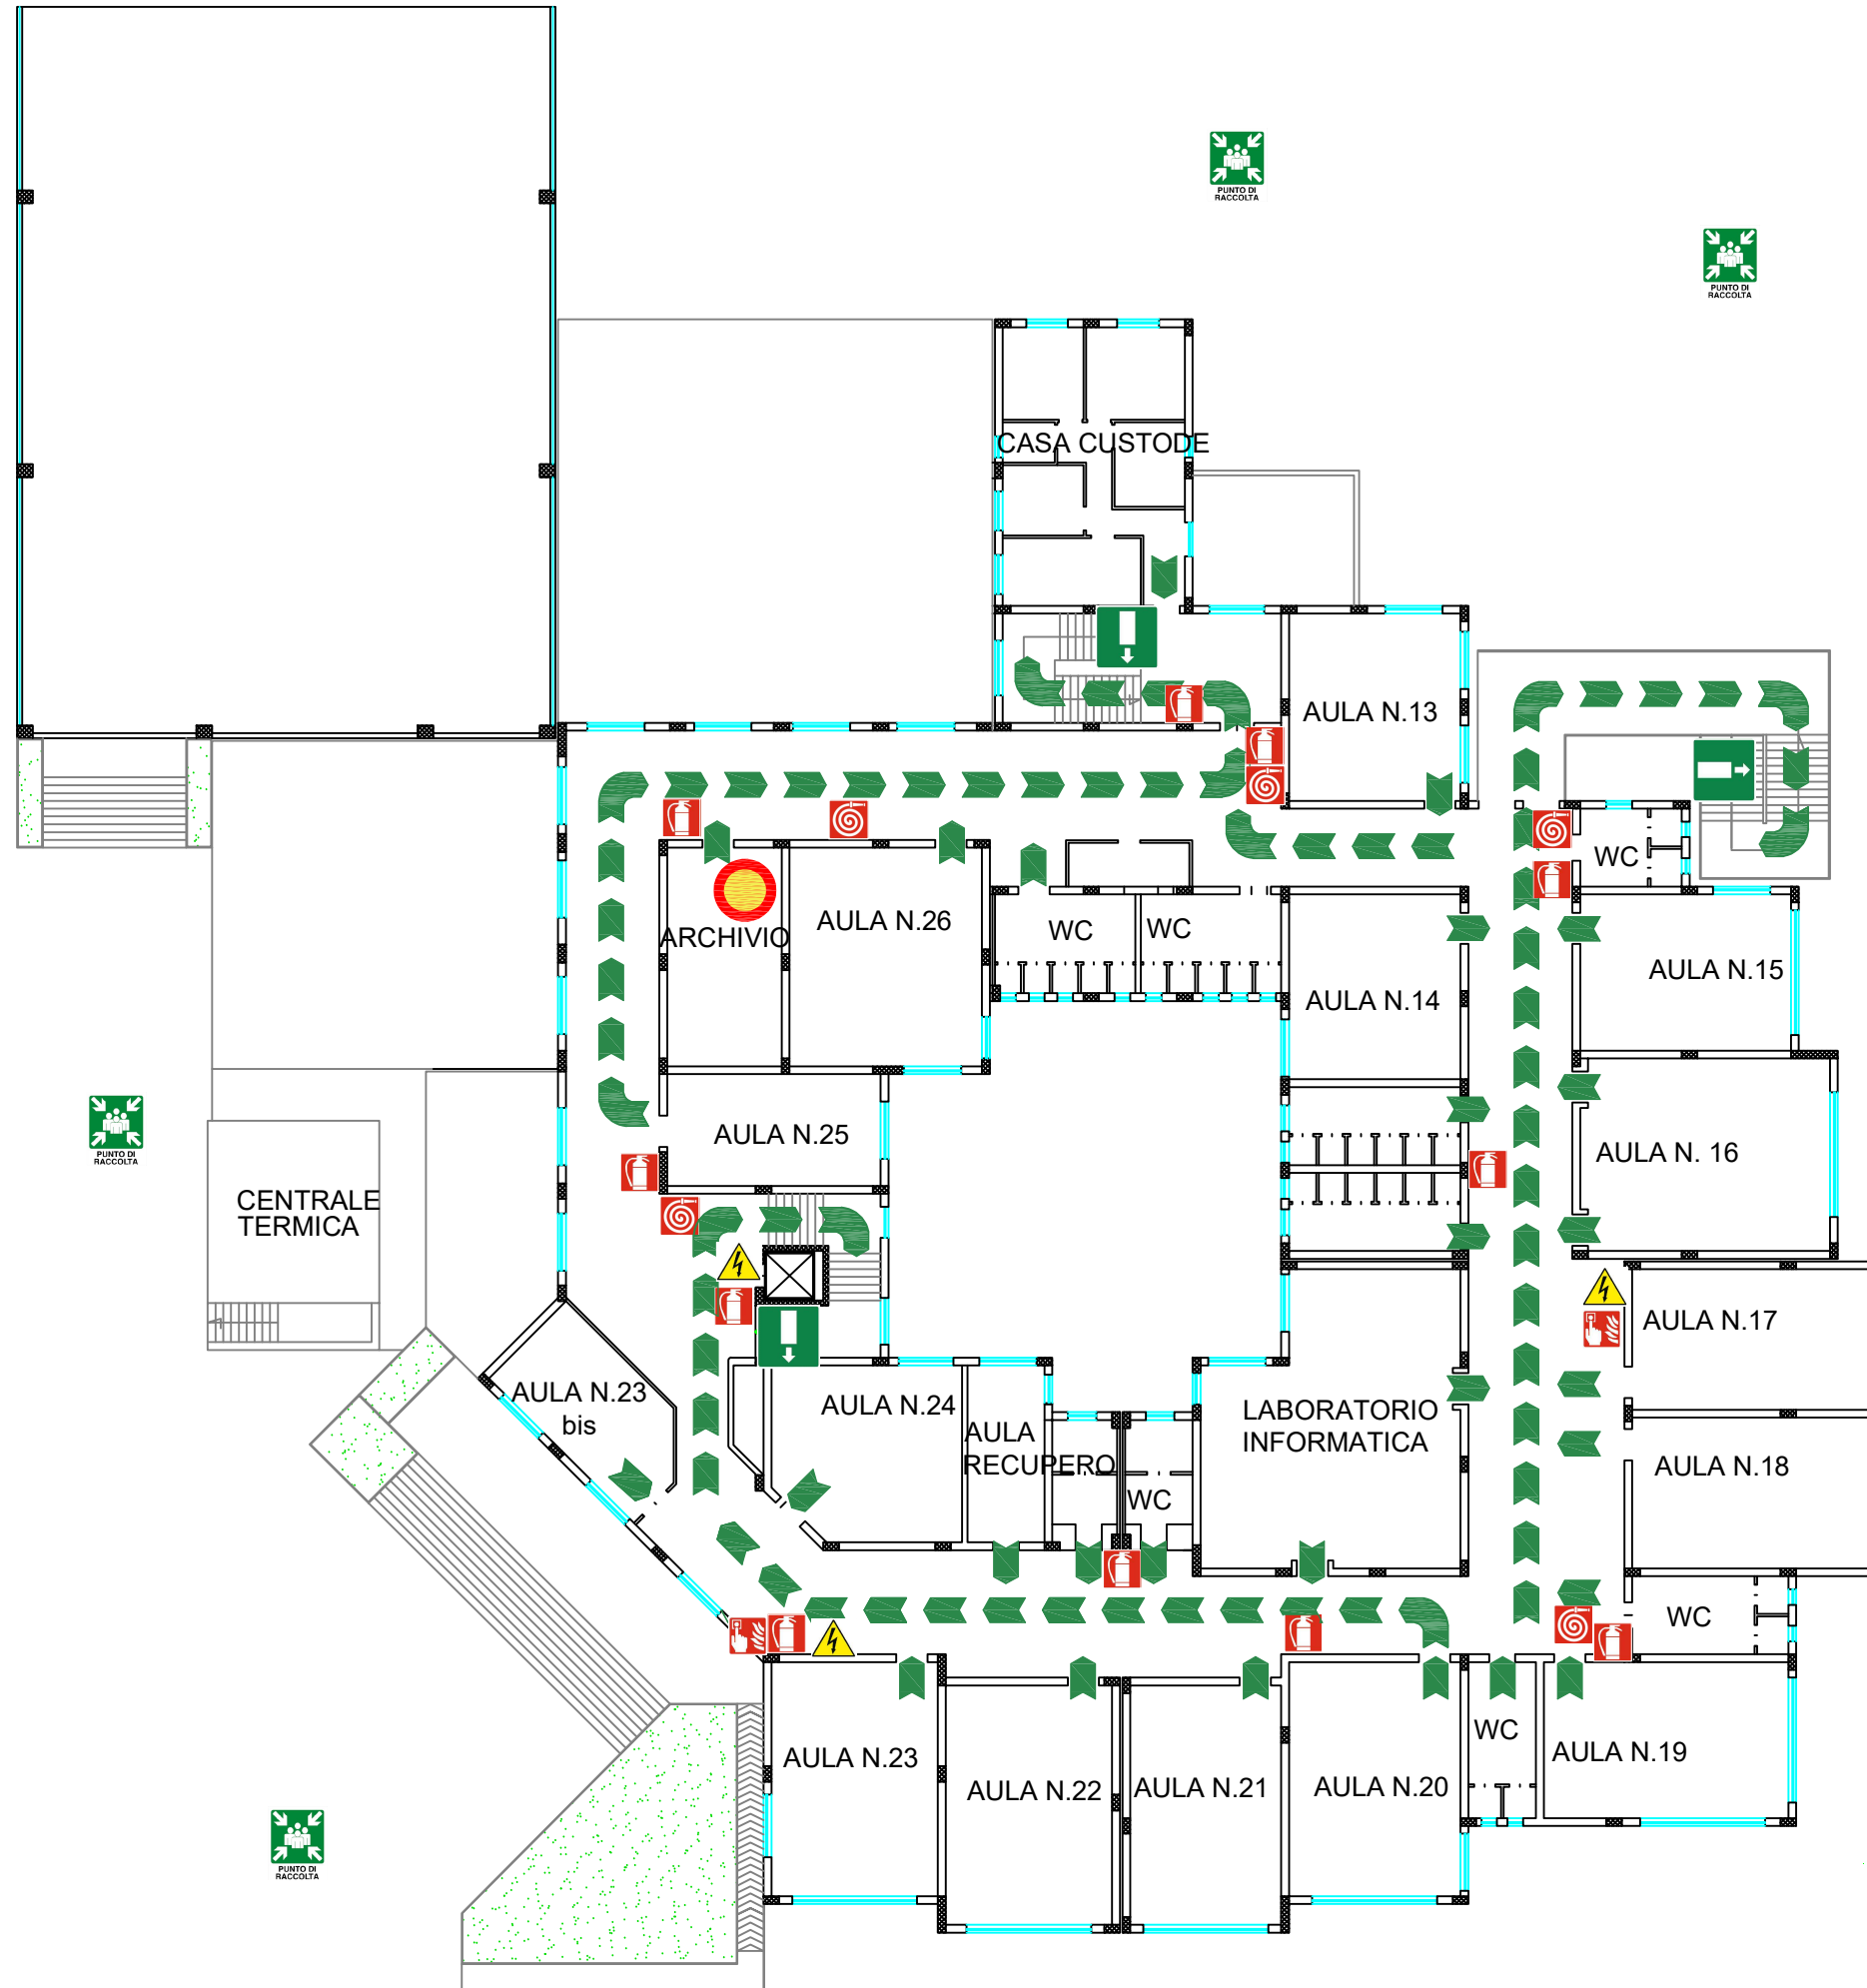 PUNTO DI
RACCOLTA
PUNTO DI
RACCOLTA
CASA CUSTODE
AULA N.13
WC
AULA N.26
ARCHIVIO
WC
WC
AULA N.15
AULA N.14
AULA N.25
AULA N. 16
PUNTO DI
RACCOLTA
CENTRALE
TERMICA
AULA N.17
AULA N.23
bis
AULA N.24
AULA
RECUPERO
LABORATORIO
INFORMATICA
AULA N.18
WC
WC
WC
AULA N.23
AULA N.22
AULA N.21
AULA N.20
AULA N.19
PUNTO DI
RACCOLTA